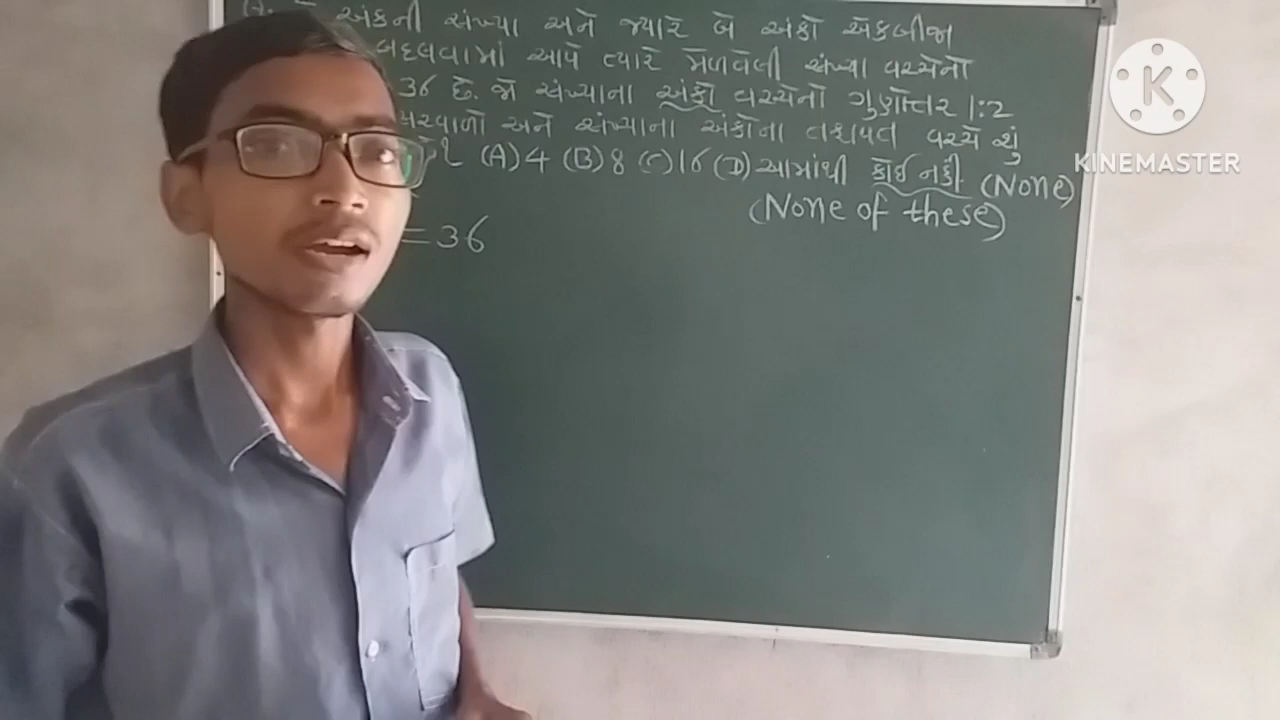 અંકની સંખ્યા અને જ્યારે બે અંકો એકબીજા
બદલવામાં આવે ત્યારે મેળવેલી સંખ્યા વચ્ચેનો
36 છે. જો સંખ્યાના અંકો વચ્ચેનો ગુણોત્તર 1:2
સરવાળો અને સંખ્યાના અંકોના તફાવત વચ્ચે શું
(A) 4 (B) 8 (C) 16 (D) આમાંથી કોઈ નહીં. (None)
(None of these)
= 36
K
KINEMASTER